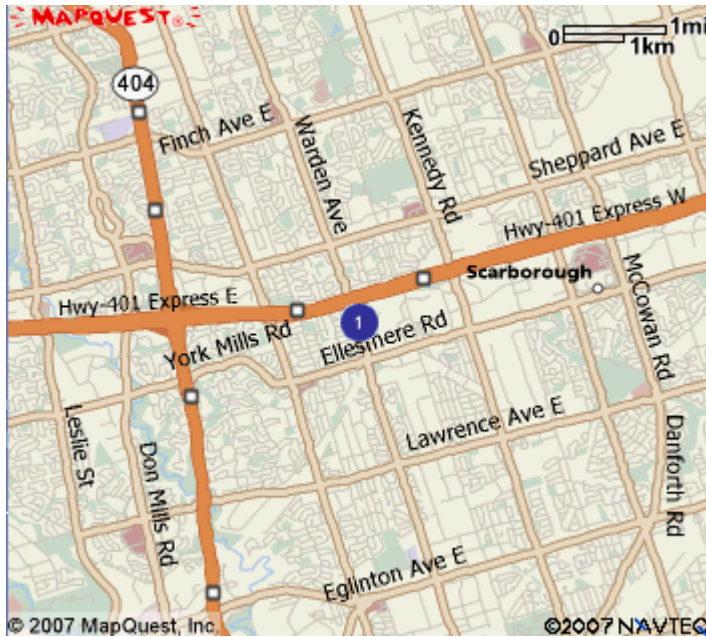 MAPQUEST®
0 1mi
1km
404
Finch Ave E
Warden Ave
Kennedy Rd
Sheppard Ave E
Hwy-401 Express W
Scarborough
McCowan Rd
Hwy-401 Express E
1
York Mills Rd
Ellesmere Rd
Lawrence Ave E
Leslie St
Don Mills Rd
Danforth Rd
Eglinton Ave E
© 2007 MapQuest, Inc.
©2007 NAVTEQ